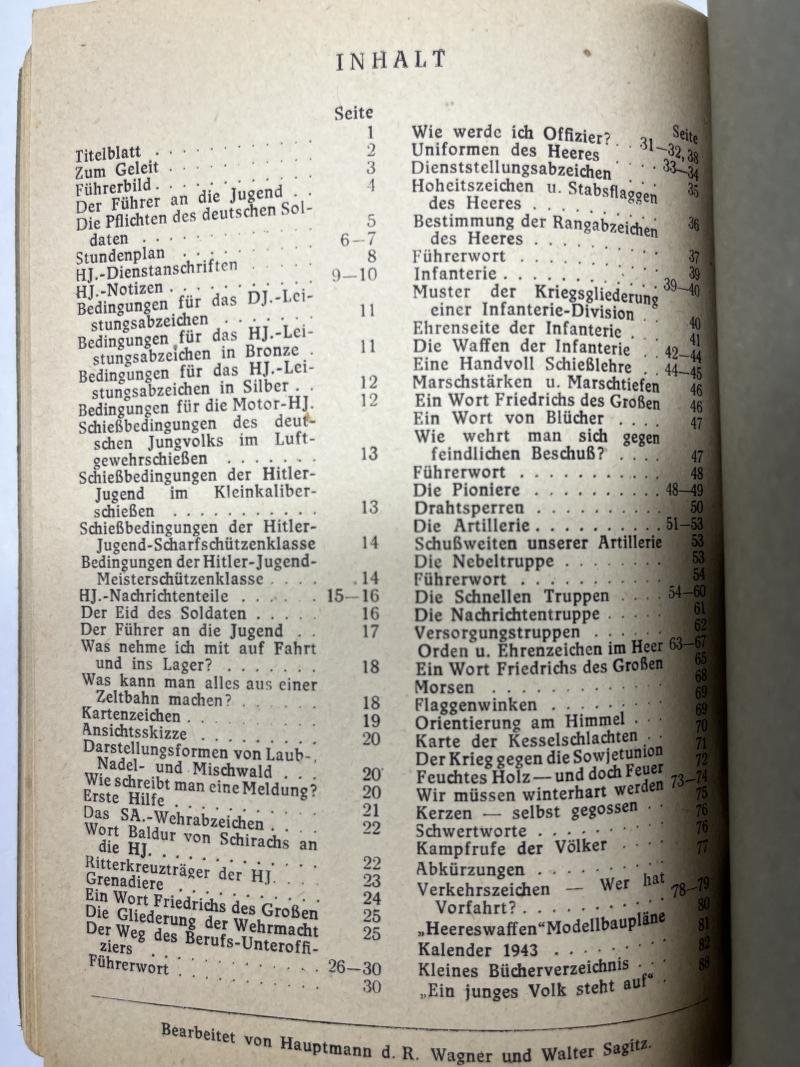 INHALT
Seite
Titelblatt . . . . . . . . 1
Zum Geleit . . . . . . . . 2
Führerbild . . . . . . . . 3
Der Führer an die Jugend . . 4
Die Pflichten des deutschen Sol-
daten . . . . . . . . . 5
Stundenplan . . . . . . . 6—7
HJ.-Dienstanschriften . . . . 8
HJ.-Notizen . . . . . . . . 9—10
Bedingungen für das DJ.-Lei-
stungsabzeichen . . . . . . 11
Bedingungen für das HJ.-Lei-
stungsabzeichen in Bronze . 11
Bedingungen für das HJ.-Lei-
stungsabzeichen in Silber . . 12
Bedingungen für die Motor-HJ. 12
Schießbedingungen des deut-
schen Jungvolks im Luft-
gewehrschießen . . . . . . 13
Schießbedingungen der Hitler-
Jugend im Kleinkaliber-
schießen . . . . . . . . . 13
Schießbedingungen der Hitler-
Jugend-Scharfschützenklasse 14
Bedingungen der Hitler-Jugend-
Meisterschützenklasse . . . . 14
HJ.-Nachrichtenteile . . . . . 15—16
Der Eid des Soldaten . . . . . 16
Der Führer an die Jugend . . 17
Was nehme ich mit auf Fahrt
und ins Lager? . . . . . . . 18
Was kann man alles aus einer
Zeltbahn machen? . . . . . 18
Kartenzeichen . . . . . . . . 19
Ansichtsskizze . . . . . . . . 20
Darstellungsformen von Laub-,
Nadel- und Mischwald . . . 20
Wie schreibt man eine Meldung? 20
Erste Hilfe . . . . . . . . . 21
Das SA.-Wehrabzeichen . . . . 22
Wort Baldur von Schirachs an
die HJ. . . . . . . . . . . 22
Ritterkreuzträger der HJ. . . . 23
Grenadiere . . . . . . . . . 24
Ein Wort Friedrichs des Großen 25
Die Gliederung der Wehrmacht 25
Der Weg des Berufs-Unteroffi-
ziers . . . . . . . . . . . 26—30
Führerwort . . . . . . . . . 30
Seite
Wie werde ich Offizier? . . 31
Uniformen des Heeres . . 31—32, 38
Dienststellungsabzeichen . . . 33—34
Hoheitszeichen u. Stabsflaggen
des Heeres . . . . . . . . 35
Bestimmung der Rangabzeichen
des Heeres . . . . . . . . 36
Führerwort . . . . . . . . . 37
Infanterie . . . . . . . . . . 39
Muster der Kriegsgliederung
einer Infanterie-Division . . 39—40
Ehrenseite der Infanterie . . . 40
Die Waffen der Infanterie . . 41
Eine Handvoll Schießlehre . . 42—44
Marschstärken u. Marschtiefen 44—45
Ein Wort Friedrichs des Großen 46
Ein Wort von Blücher . . . . 46
Wie wehrt man sich gegen 47
feindlichen Beschuß? . . . . 47
Führerwort . . . . . . . . . . 48
Die Pioniere . . . . . . . . . 48—49
Drahtsperren . . . . . . . . . 50
Die Artillerie . . . . . . . . . 51—53
Schußweiten unserer Artillerie 53
Die Nebeltruppe . . . . . . . 53
Führerwort . . . . . . . . . . 54
Die Schnellen Truppen . . . . 54—60
Die Nachrichtentruppe . . . . 61
Versorgungstruppen . . . . . . 62
Orden u. Ehrenzeichen im Heer 63—67
Ein Wort Friedrichs des Großen 65
Morsen . . . . . . . . . . . 68
Flaggenwinken . . . . . . . . 69
Orientierung am Himmel . . . 69
Karte der Kesselschlachten . . 70
Der Krieg gegen die Sowjetunion 71
Feuchtes Holz — und doch Feuer 72
Wir müssen winterhart werden 73—74
Kerzen — selbst gegossen . . 75
Schwertworte . . . . . . . . 76
Kampfrufe der Völker . . . . 76
Abkürzungen . . . . . . . . . 77
Verkehrszeichen — Wer hat
Vorfahrt? . . . . . . . . . . 78—79
„Heereswaffen“ Modellbaupläne 80
Kalender 1943 . . . . . . . . 81
Kleines Bücherverzeichnis . . . 82
„Ein junges Volk steht auf“ . 88
Bearbeitet von Hauptmann d. R. Wagner und Walter Sagitz.